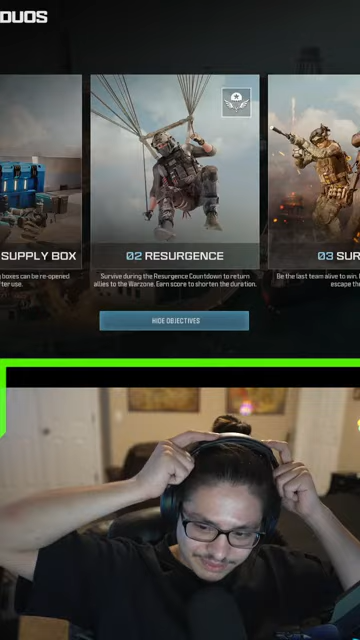 DUOS
SUPPLY BOX
02 RESURGENCE
03 SUR
boxes can be re-opened
use.
Survive during the Resurgence Countdown to return
allies to the Warzone. Earn score to shorten the duration.
Be the last team alive to win.
escape the
HIDE OBJECTIVES